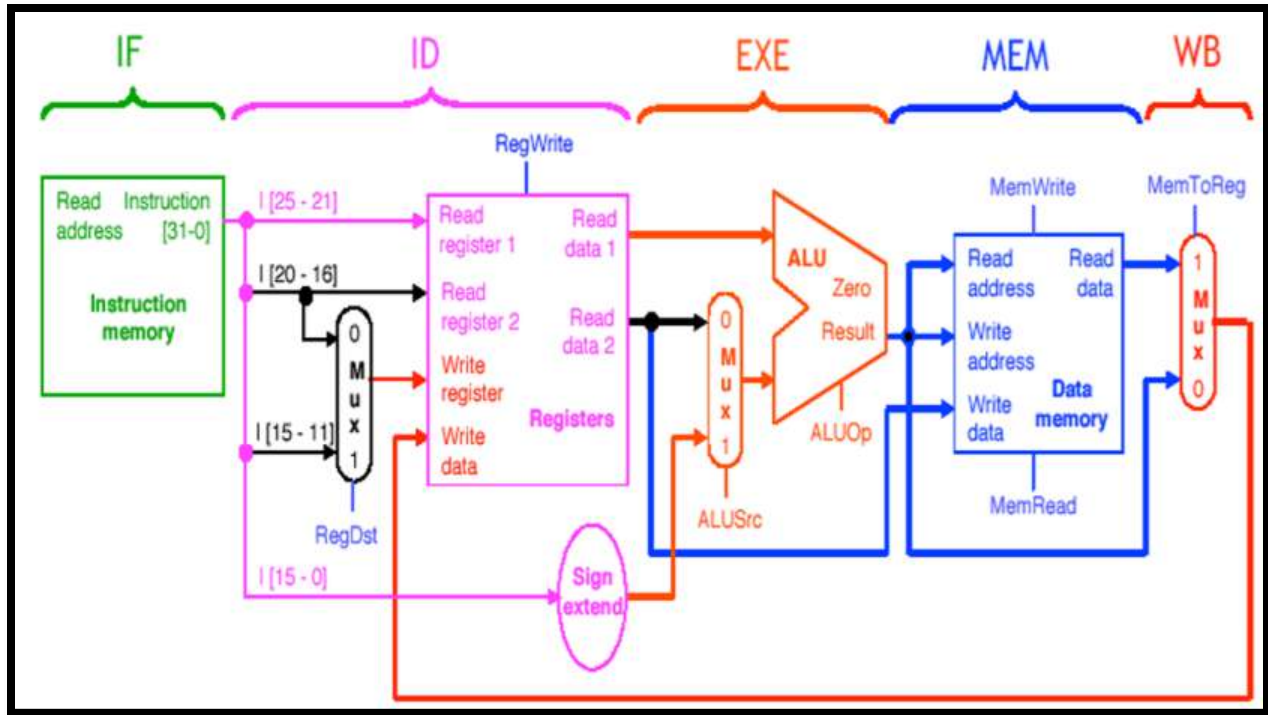 IF
ID
EXE
MEM
WB
Read Instruction
address [31-0]
Instruction
memory
I [25 - 21]
I [20 - 16]
I [15 - 11]
I [15 - 0]
0
M
u
x
1
RegDst
RegWrite
Read
register 1
Read
register 2
Write
register
Write
data
Read
data 1
Read
data 2
Registers
Sign
extend
0
M
u
x
1
ALUSrc
ALU
Zero
Result
ALUOp
MemWrite
Read
address
Write
address
Write
data
Read
data
Data
memory
MemRead
MemToReg
1
M
u
x
0